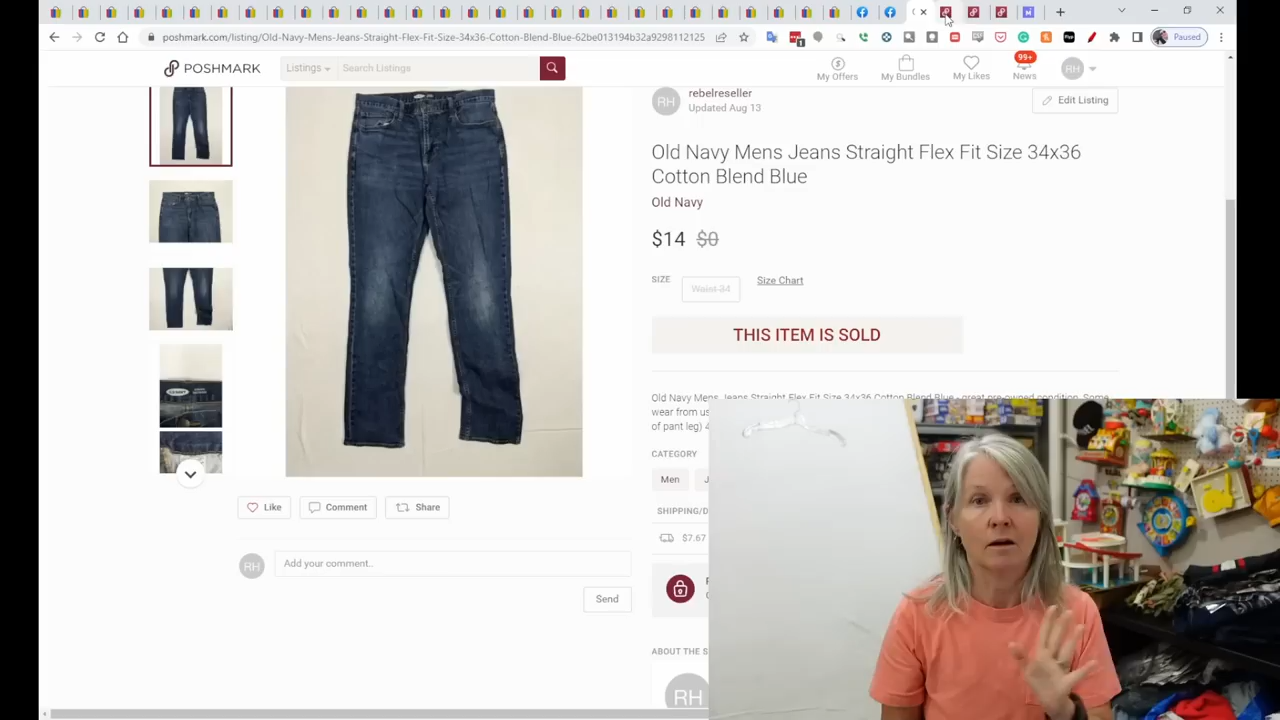 poshmark.com/listing/Old-Navy-Mens-Jeans-Straight-Flex-Fit-Size-34x36-Cotton-Blend-Blue-62be013194b32a9298112125
Paused
POSHMARK
Listings
Search Listings
My Offers
My Bundles
My Likes
99+
News
RH
RH
rebelreseller
Updated Aug 13
Edit Listing
Old Navy Mens Jeans Straight Flex Fit Size 34x36
Cotton Blend Blue
Old Navy
$14 $0
SIZE
Waist 34
Size Chart
THIS ITEM IS SOLD
Old Navy Mens Jeans Straight Flex Fit Size 34x36 Cotton Blend Blue - great pre-owned condition. Some
wear from us
of pant leg) 4
CATEGORY
Men
J
SHIPPING/D
$7.67
ABOUT THE S
RH
Like
Comment
Share
RH
Add your comment..
Send